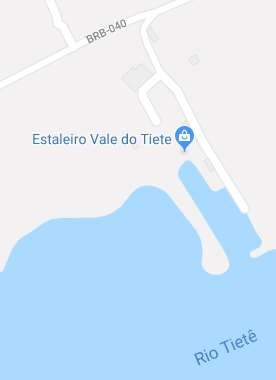 BRB-040
Estaleiro Vale do Tiete
Rio Tietê